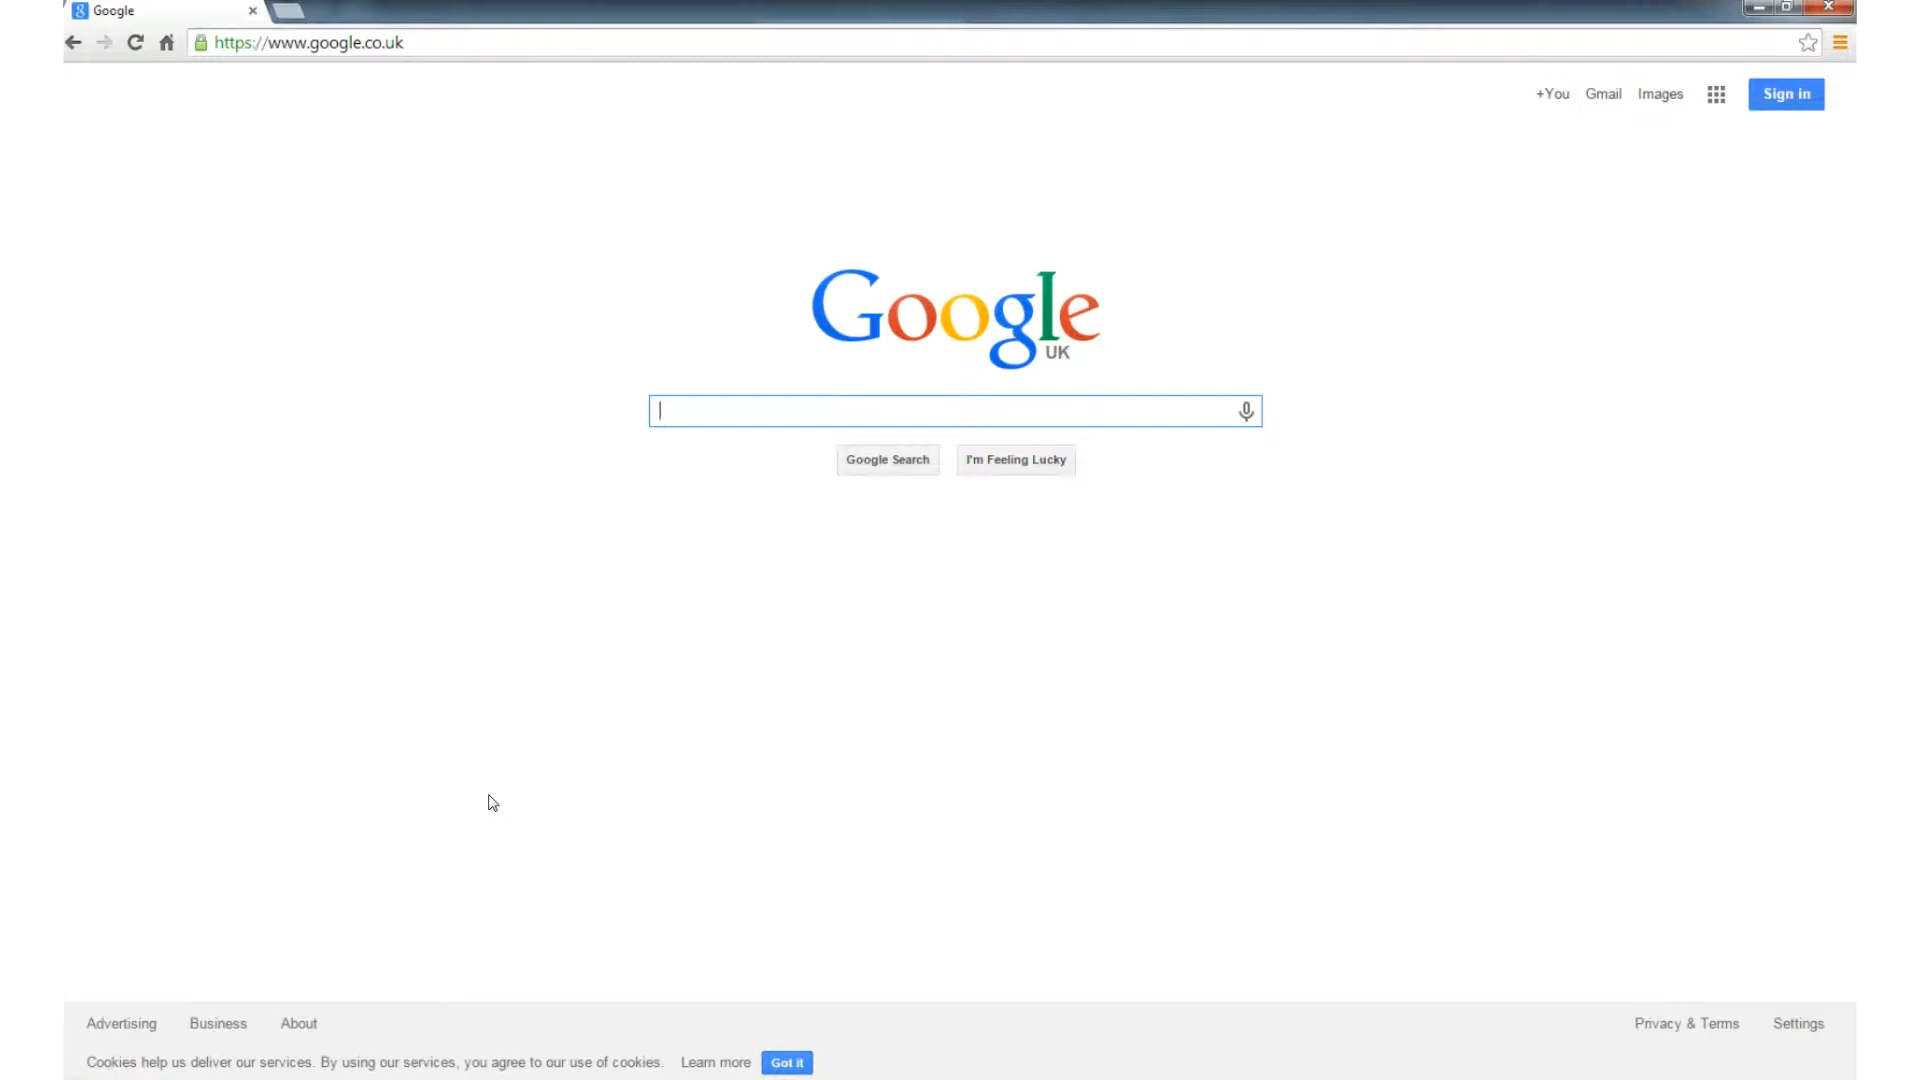 Google
https://www.google.co.uk
+You Gmail Images Sign in
Google
UK
Google Search I'm Feeling Lucky
Advertising Business About Privacy & Terms Settings
Cookies help us deliver our services. By using our services, you agree to our use of cookies. Learn more Got it